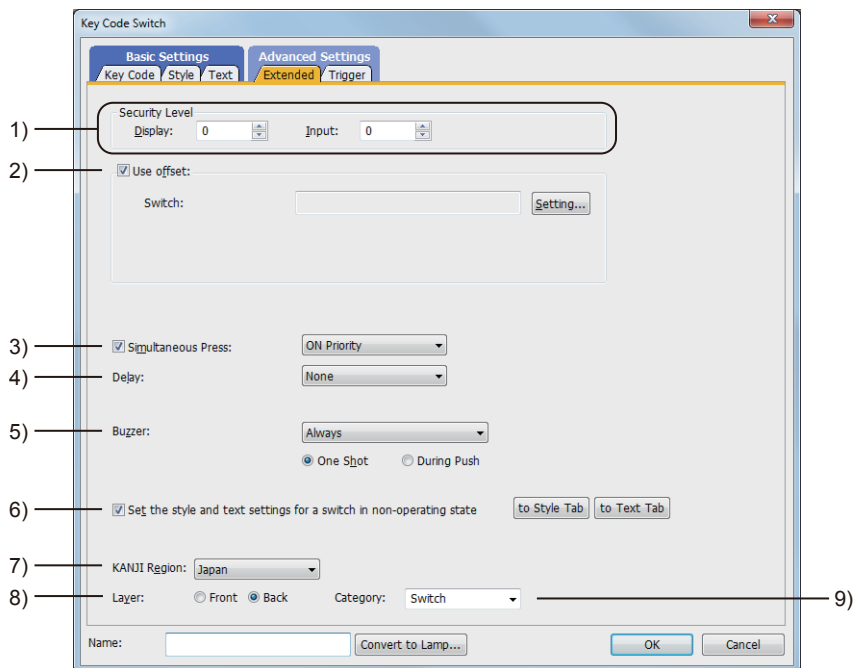 Key Code Switch
Basic Settings Advanced Settings
Key Code Style Text Extended Trigger
Security Level
1) Display: 0 Input: 0
2) Use offset:
Switch: Setting...
3) Simultaneous Press: ON Priority
4) Delay: None
5) Buzzer: Always
One Shot During Push
6) Set the style and text settings for a switch in non-operating state to Style Tab to Text Tab
7) KANJI Region: Japan
8) Layer: Front Back Category: Switch 9)
Name: Convert to Lamp... OK Cancel